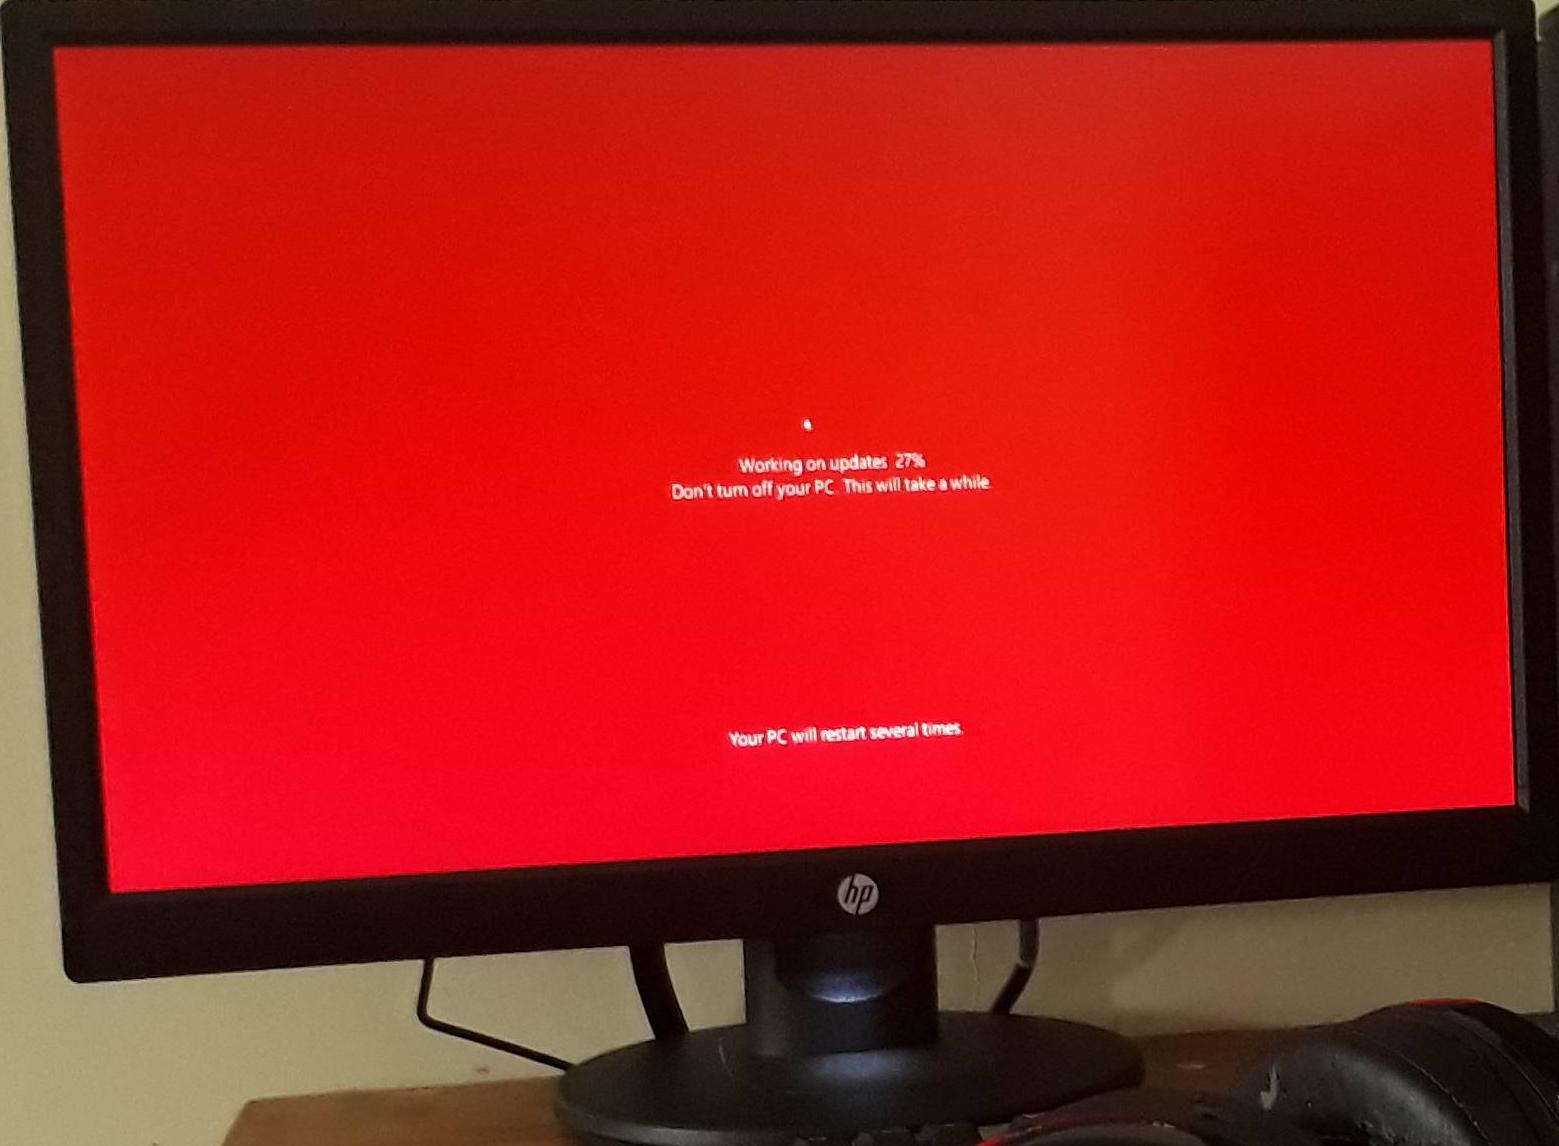 Working on updates 27%
Don't turn off your PC. This will take a while.
Your PC will restart several times.
hp